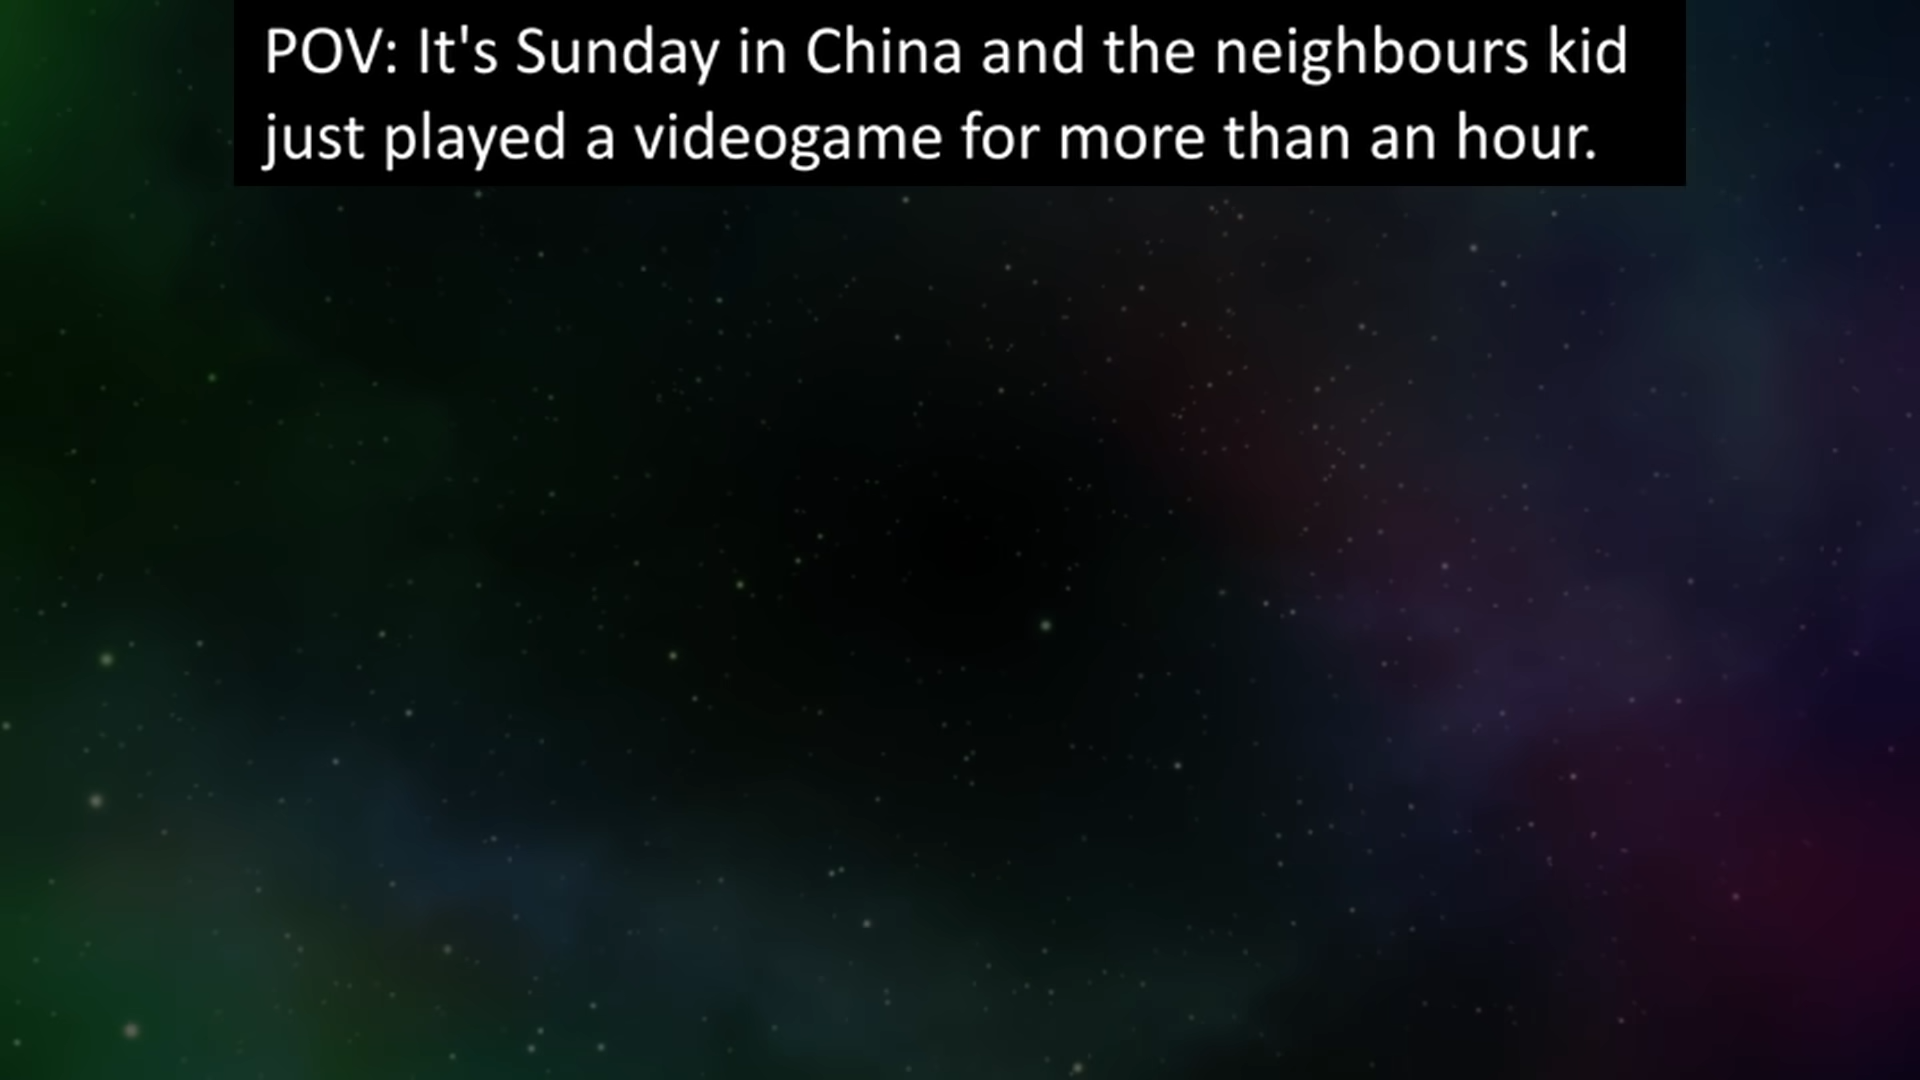 POV: It's Sunday in China and the neighbours kid
just played a videogame for more than an hour.